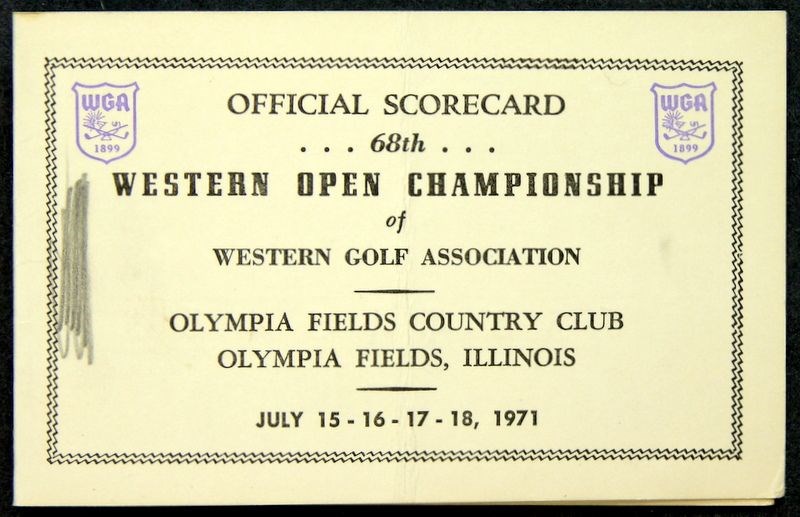 WGA
1899
WGA
1899
OFFICIAL SCORECARD
. . . 68th . . .
WESTERN OPEN CHAMPIONSHIP
of
WESTERN GOLF ASSOCIATION
OLYMPIA FIELDS COUNTRY CLUB
OLYMPIA FIELDS, ILLINOIS
JULY 15 - 16 - 17 - 18, 1971